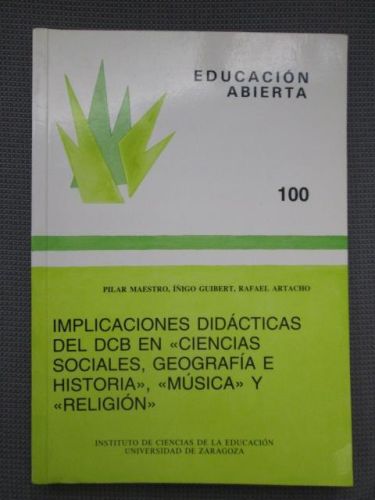 EDUCACIÓN
ABIERTA
100
PILAR MAESTRO, ÍÑIGO GUIBERT, RAFAEL ARTACHO
IMPLICACIONES DIDÁCTICAS
DEL DCB EN «CIENCIAS
SOCIALES, GEOGRAFÍA E
HISTORIA», «MÚSICA» Y
«RELIGIÓN»
INSTITUTO DE CIENCIAS DE LA EDUCACIÓN
UNIVERSIDAD DE ZARAGOZA